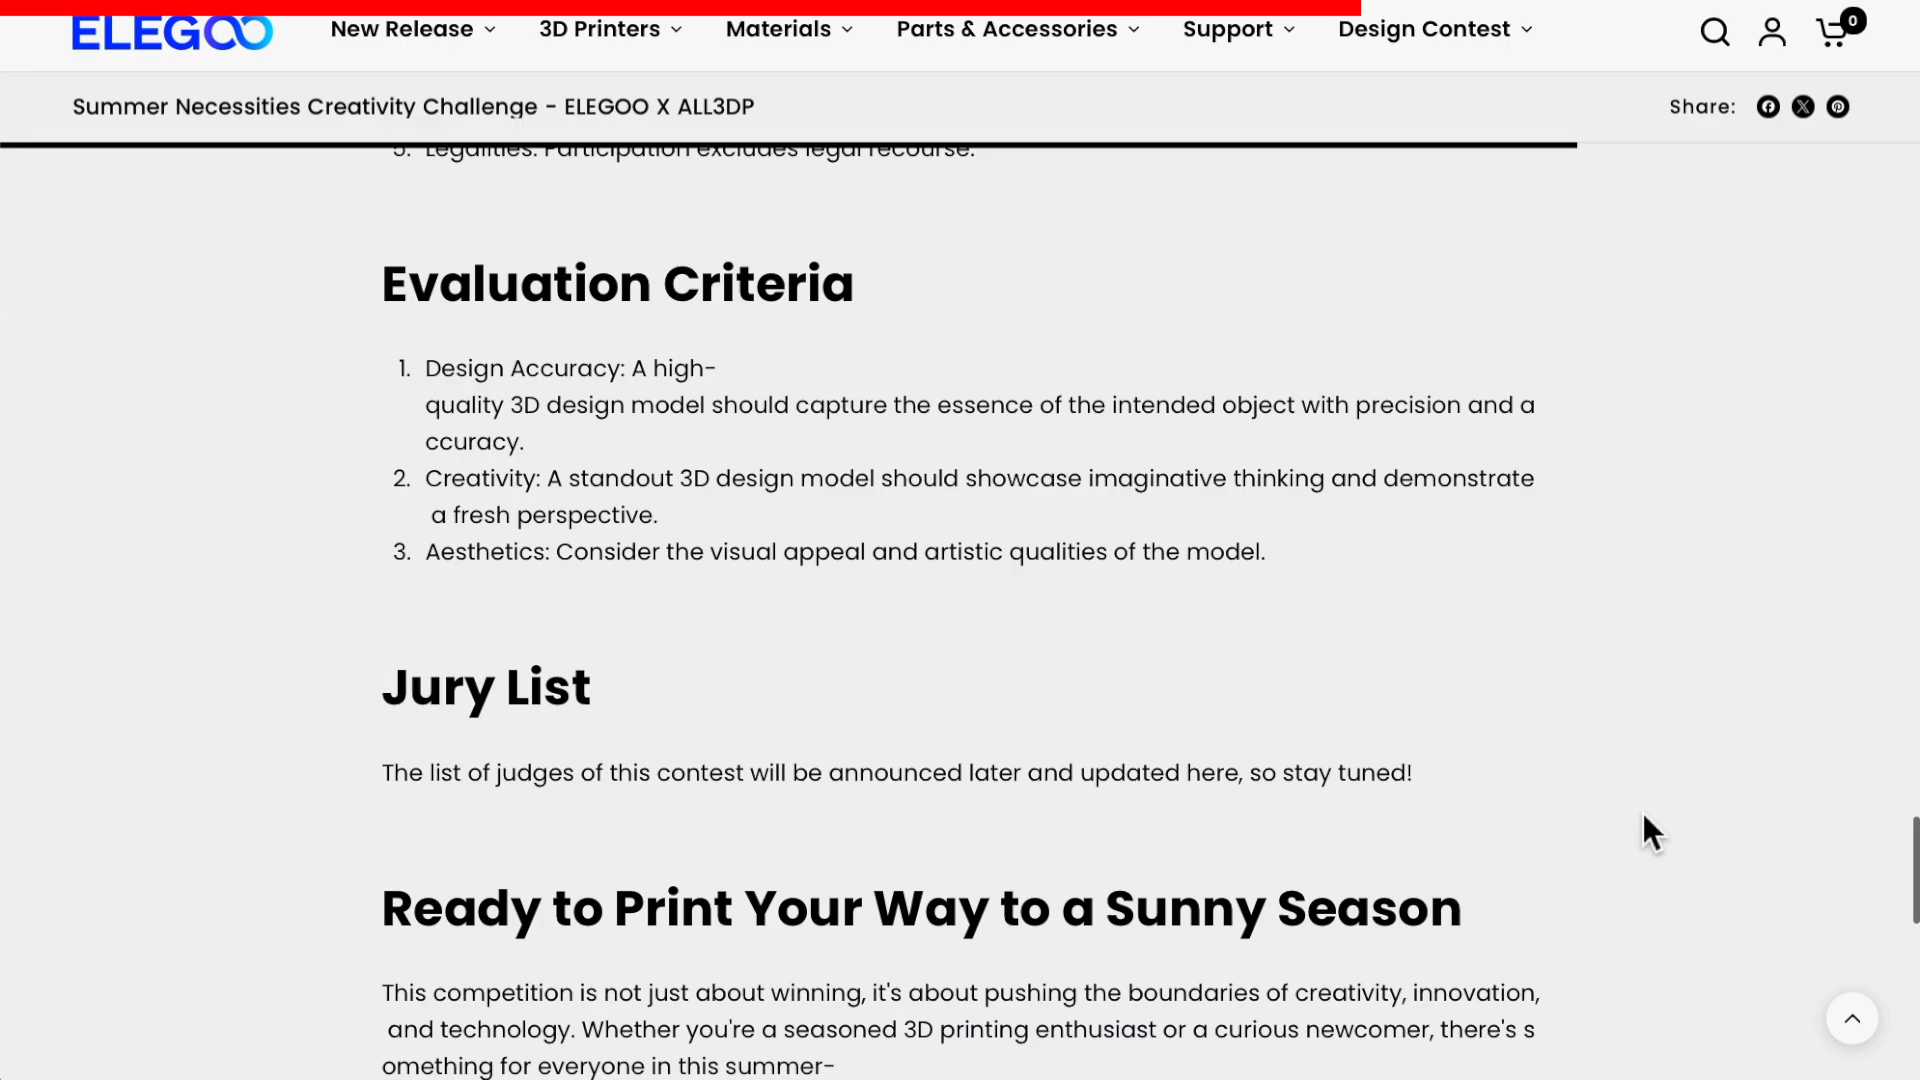 ELEGOO
New Release
3D Printers
Materials
Parts & Accessories
Support
Design Contest
0
Summer Necessities Creativity Challenge - ELEGOO X ALL3DP
Share:
5. Legalities: Participation excludes legal recourse.
Evaluation Criteria
1. Design Accuracy: A high-
quality 3D design model should capture the essence of the intended object with precision and a
ccuracy.
2. Creativity: A standout 3D design model should showcase imaginative thinking and demonstrate
a fresh perspective.
3. Aesthetics: Consider the visual appeal and artistic qualities of the model.
Jury List
The list of judges of this contest will be announced later and updated here, so stay tuned!
Ready to Print Your Way to a Sunny Season
This competition is not just about winning, it's about pushing the boundaries of creativity, innovation,
and technology. Whether you're a seasoned 3D printing enthusiast or a curious newcomer, there's s
omething for everyone in this summer-